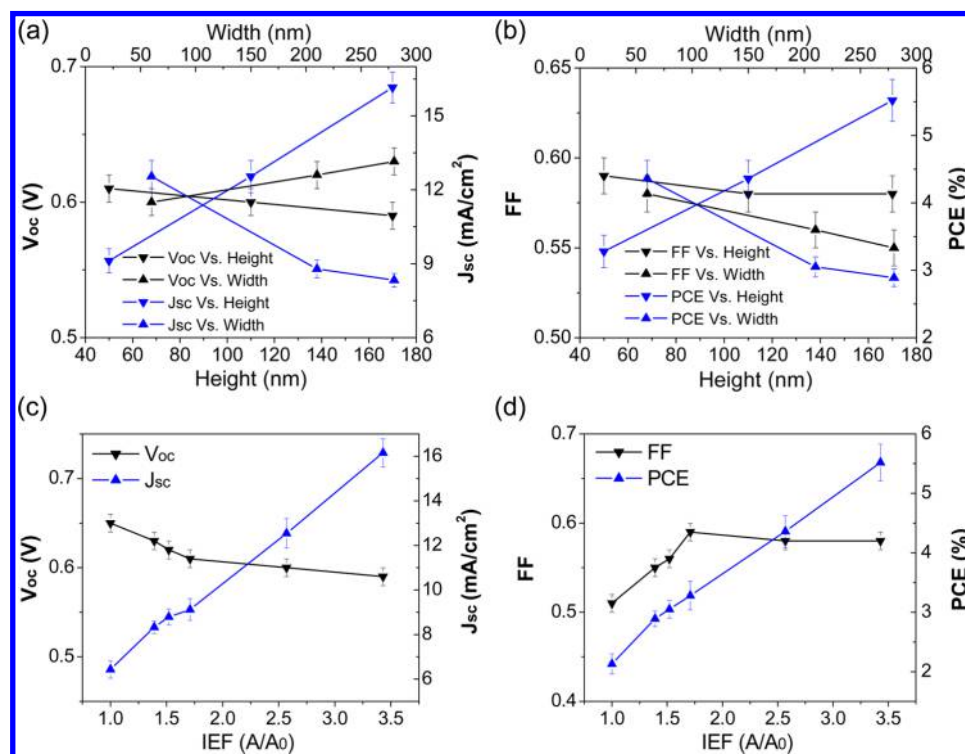 (a)
Width (nm)
0 50 100 150 200 250 300
0.7
0.6
0.5
Voc (V)
15
12
9
6
Jsc (mA/cm2)
Voc Vs. Height
Voc Vs. Width
Jsc Vs. Height
Jsc Vs. Width
40 60 80 100 120 140 160 180
Height (nm)
(b)
Width (nm)
0 50 100 150 200 250 300
0.65
0.60
0.55
0.50
FF
6
5
4
3
2
PCE (%)
FF Vs. Height
FF Vs. Width
PCE Vs. Height
PCE Vs. Width
40 60 80 100 120 140 160 180
Height (nm)
(c)
Voc
Jsc
0.7
0.6
0.5
Voc (V)
16
14
12
10
8
6
Jsc (mA/cm2)
1.0 1.5 2.0 2.5 3.0 3.5
IEF (A/A0)
(d)
FF
PCE
0.7
0.6
0.5
0.4
FF
6
5
4
3
2
PCE (%)
1.0 1.5 2.0 2.5 3.0 3.5
IEF (A/A0)